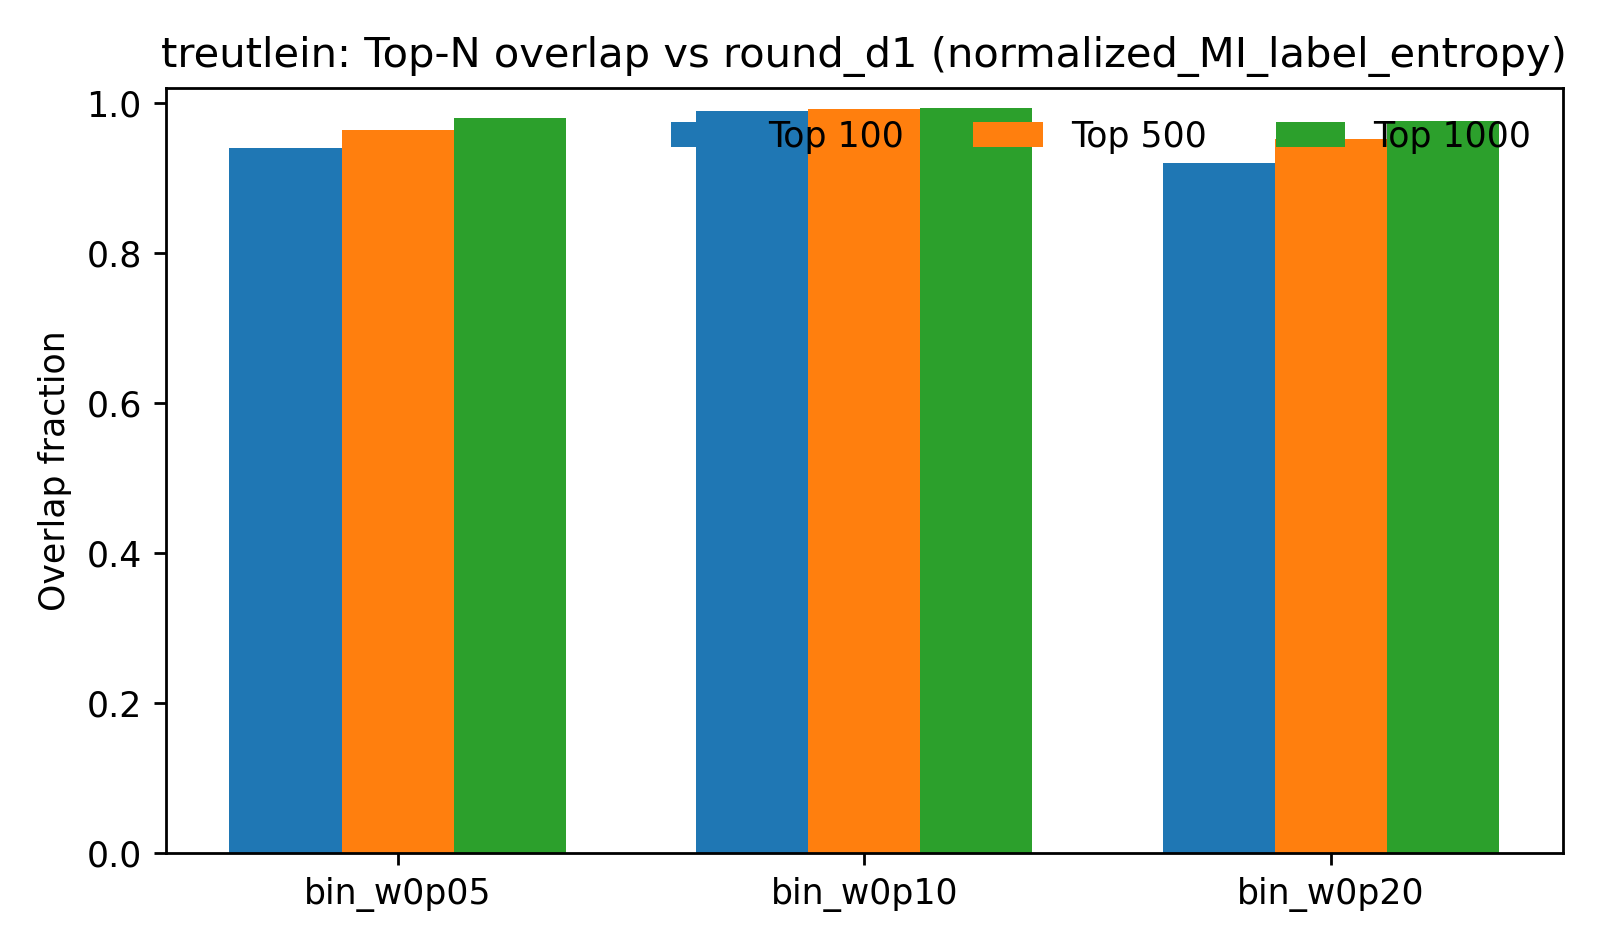 treutlein: Top-N overlap vs round_d1 (normalized_MI_label_entropy)
Top 100 Top 500 Top 1000
Overlap fraction
1.0
0.8
0.6
0.4
0.2
0.0
bin_w0p05 bin_w0p10 bin_w0p20